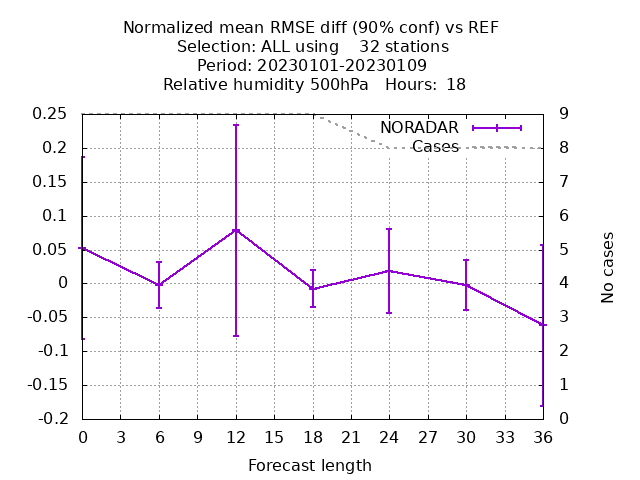 Normalized mean RMSE diff (90% conf) vs REF
Selection: ALL using    32 stations
Period: 20230101-20230109
Relative humidity 500hPa   Hours:  18
0.25
0.2
0.15
0.1
0.05
0
-0.05
-0.1
-0.15
-0.2
NORADAR
Cases
9
8
7
6
5
4
3
2
1
0
No cases
0 3 6 9 12 15 18 21 24 27 30 33 36
Forecast length